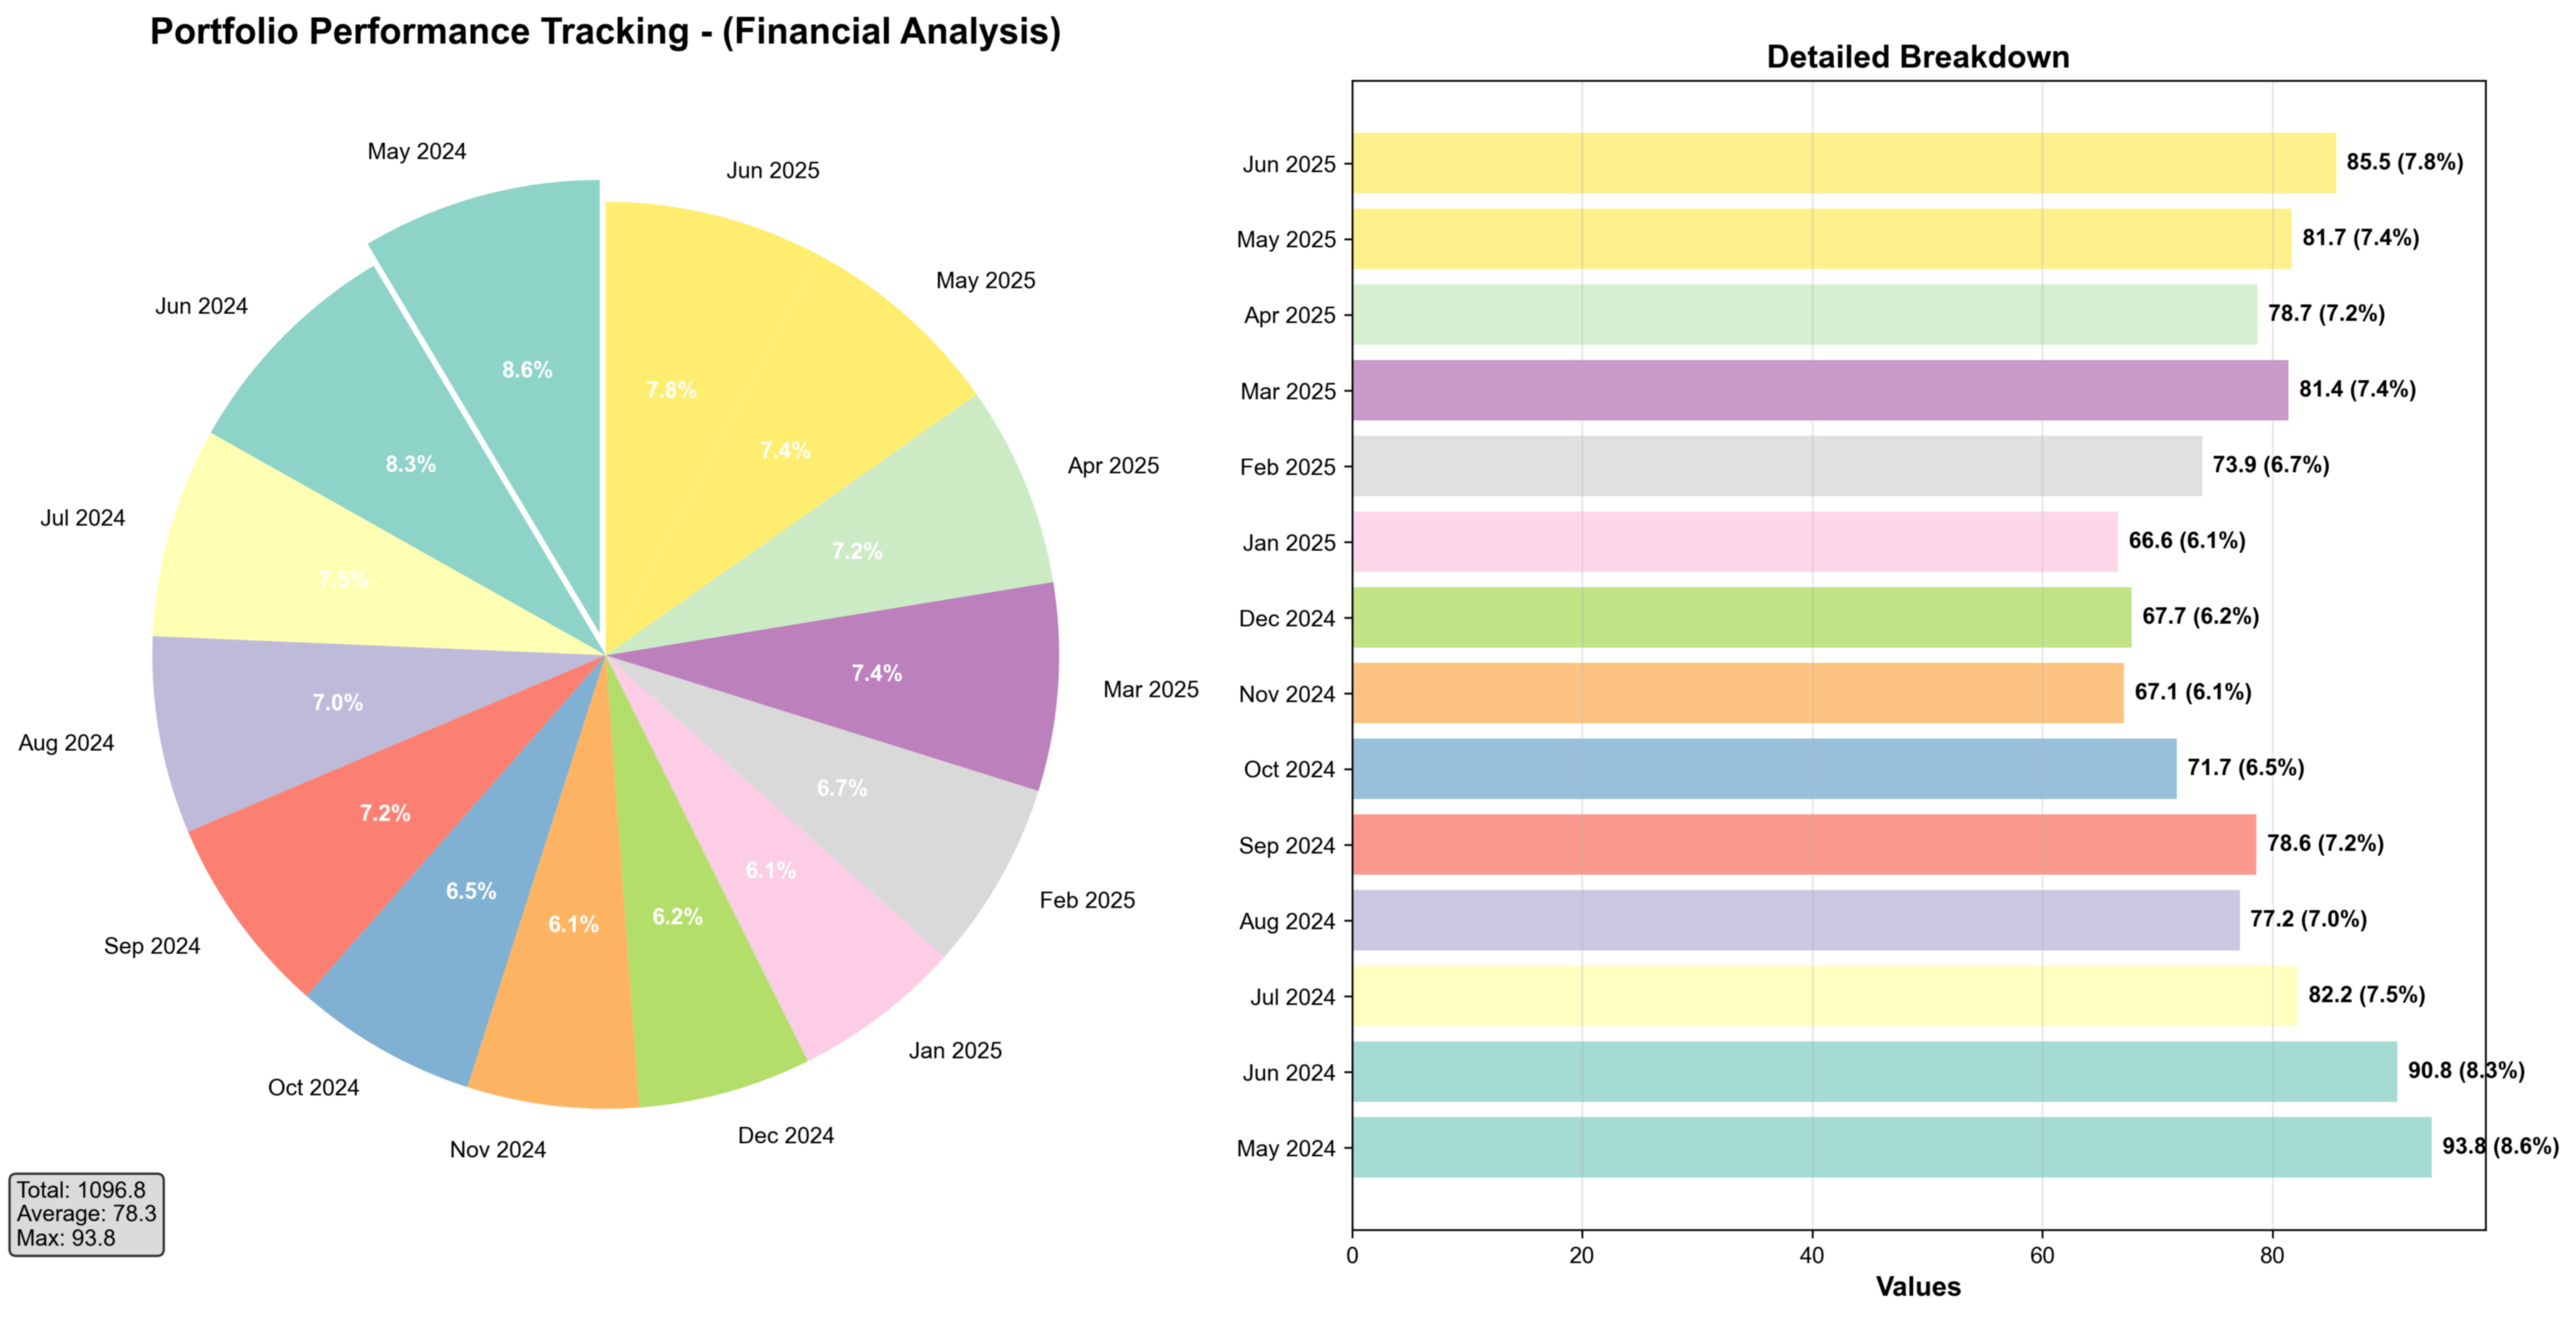 Portfolio Performance Tracking - (Financial Analysis)
May 2024
Jun 2025
May 2025
Jun 2024
Apr 2025
Jul 2024
Mar 2025
Aug 2024
Feb 2025
Sep 2024
Jan 2025
Oct 2024
Dec 2024
Nov 2024
8.6%
7.8%
7.4%
8.3%
7.2%
7.5%
7.4%
7.0%
6.7%
7.2%
6.1%
6.5%
6.2%
6.1%
Total: 1096.8
Average: 78.3
Max: 93.8
Detailed Breakdown
Jun 2025 85.5 (7.8%)
May 2025 81.7 (7.4%)
Apr 2025 78.7 (7.2%)
Mar 2025 81.4 (7.4%)
Feb 2025 73.9 (6.7%)
Jan 2025 66.6 (6.1%)
Dec 2024 67.7 (6.2%)
Nov 2024 67.1 (6.1%)
Oct 2024 71.7 (6.5%)
Sep 2024 78.6 (7.2%)
Aug 2024 77.2 (7.0%)
Jul 2024 82.2 (7.5%)
Jun 2024 90.8 (8.3%)
May 2024 93.8 (8.6%)
0 20 40 60 80
Values